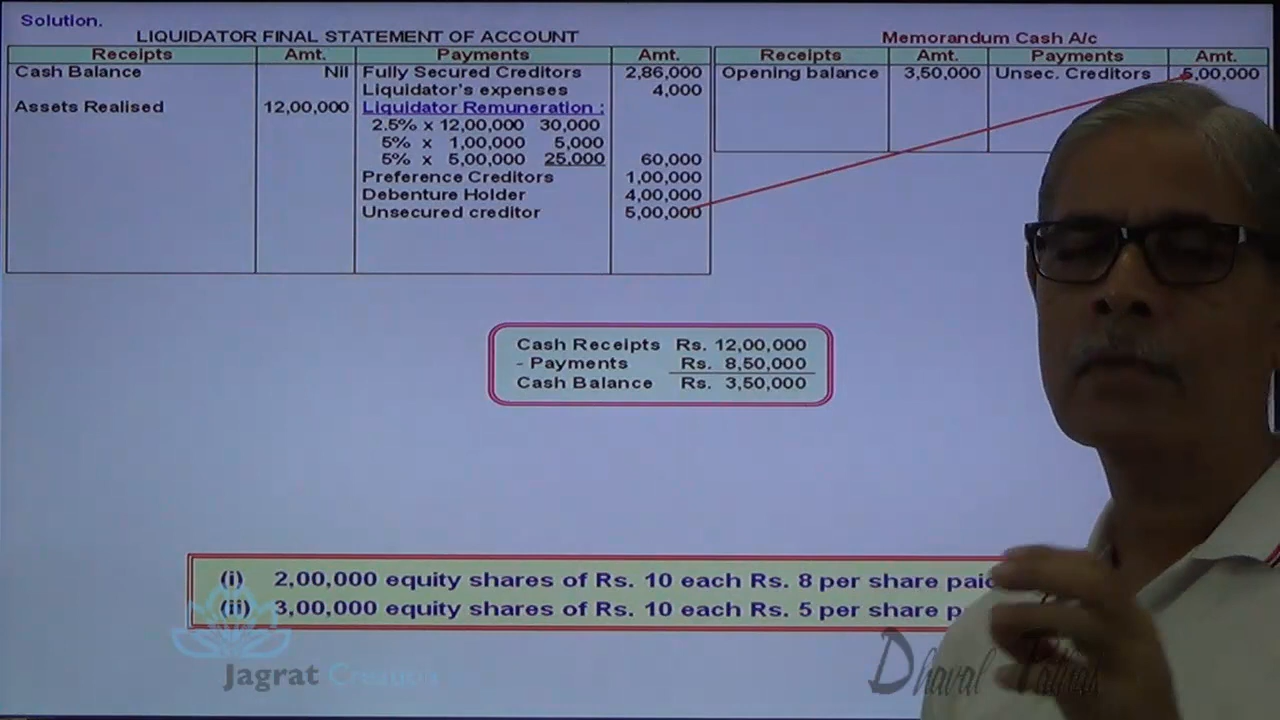 Solution.
LIQUIDATOR FINAL STATEMENT OF ACCOUNT
Receipts Amt. Payments Amt.
Cash Balance Nil Fully Secured Creditors 2,86,000
Liquidator's expenses 4,000
Assets Realised 12,00,000 Liquidator Remuneration :
2.5% x 12,00,000 30,000
5% x 1,00,000 5,000
5% x 5,00,000 25,000 60,000
Preference Creditors 1,00,000
Debenture Holder 4,00,000
Unsecured creditor 5,00,000
Memorandum Cash A/c
Receipts Amt. Payments Amt.
Opening balance 3,50,000 Unsec. Creditors 5,00,000
Cash Receipts Rs. 12,00,000
- Payments Rs. 8,50,000
Cash Balance Rs. 3,50,000
(i) 2,00,000 equity shares of Rs. 10 each Rs. 8 per share
(ii) 3,00,000 equity shares of Rs. 10 each Rs. 5 per share
Jagrat
Dhaval